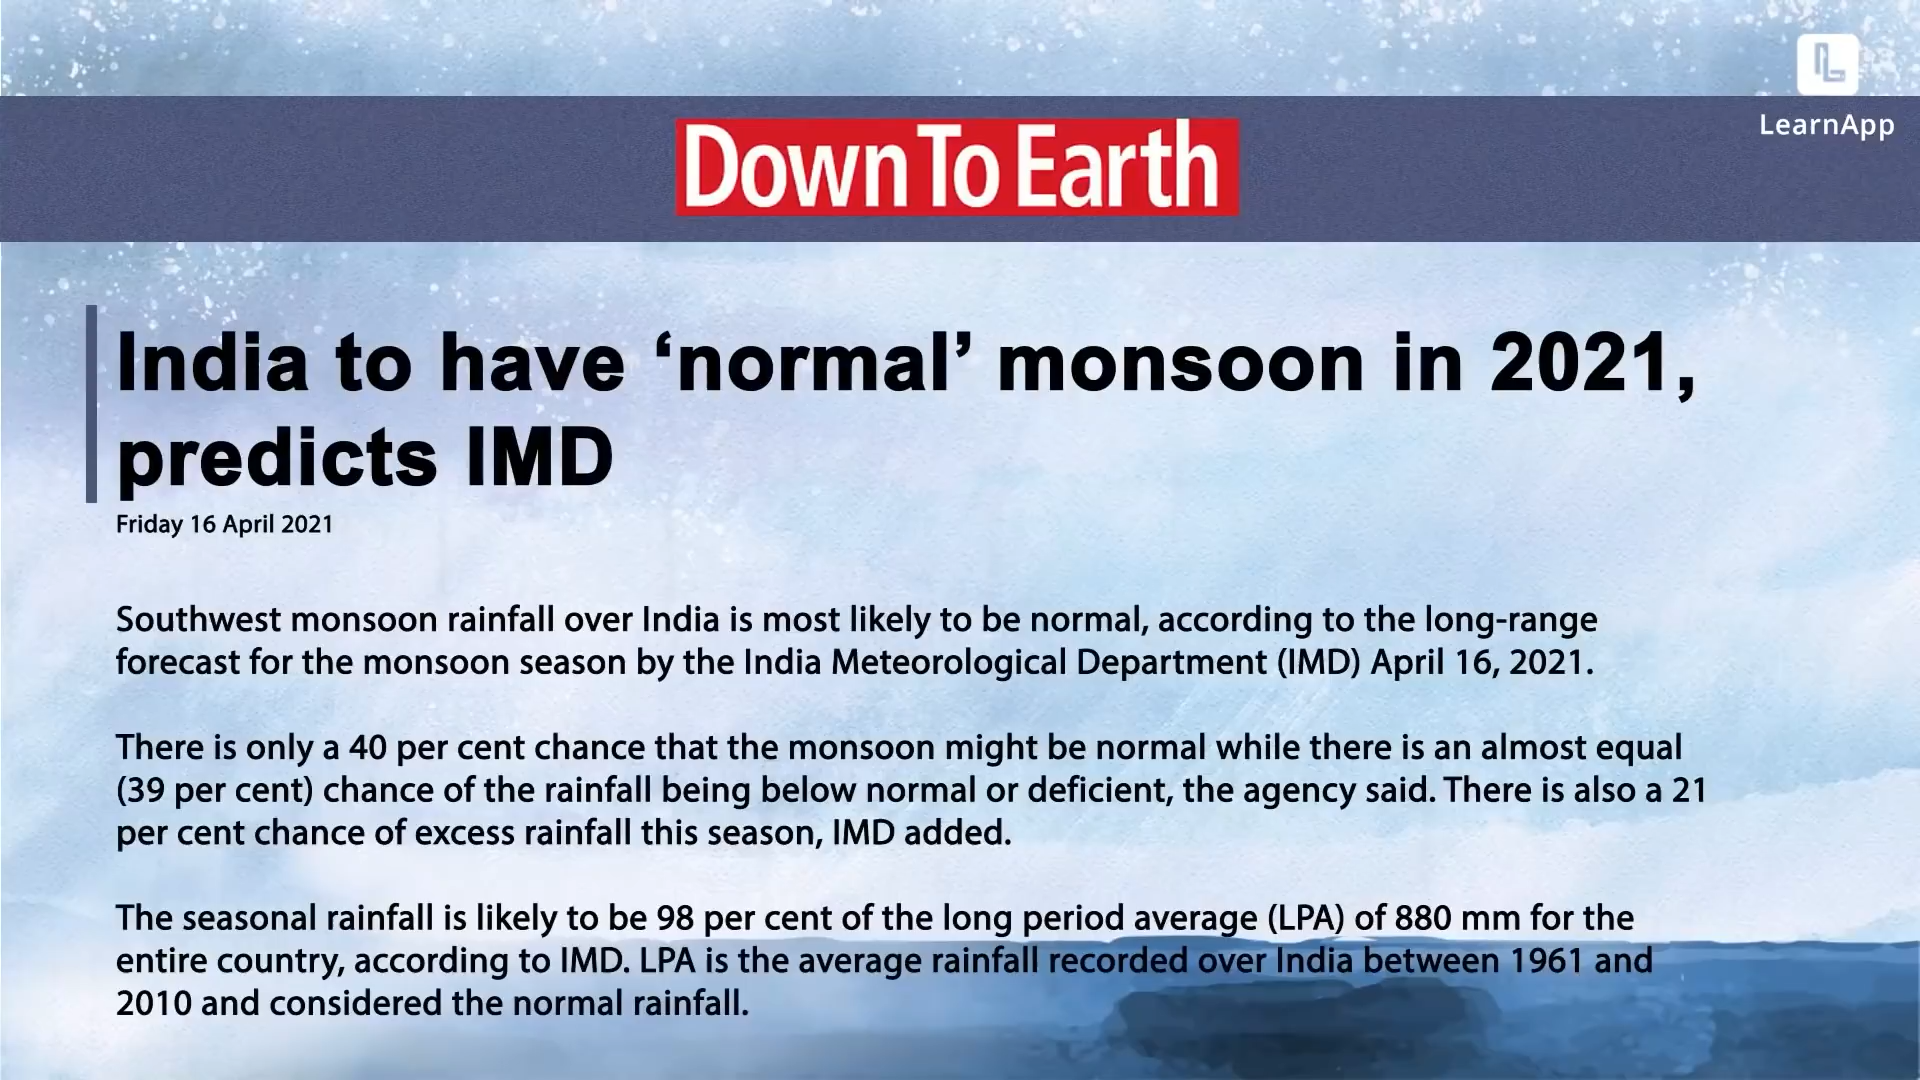 LearnApp
Down To Earth
India to have ‘normal’ monsoon in 2021,
predicts IMD
Friday 16 April 2021
Southwest monsoon rainfall over India is most likely to be normal, according to the long-range
forecast for the monsoon season by the India Meteorological Department (IMD) April 16, 2021.
There is only a 40 per cent chance that the monsoon might be normal while there is an almost equal
(39 per cent) chance of the rainfall being below normal or deficient, the agency said. There is also a 21
per cent chance of excess rainfall this season, IMD added.
The seasonal rainfall is likely to be 98 per cent of the long period average (LPA) of 880 mm for the
entire country, according to IMD. LPA is the average rainfall recorded over India between 1961 and
2010 and considered the normal rainfall.